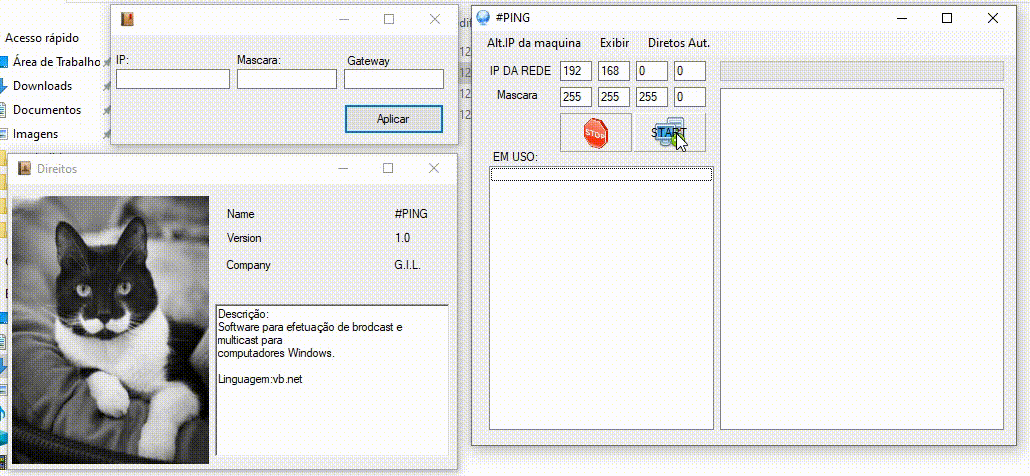 Acesso rápido
Área de Trabalho
Downloads
Documentos
Imagens
IP:
Mascara:
Gateway
Aplicar
Direitos
Name #PING
Version 1.0
Company G.I.L.
Descrição:
Software para efetuação de brodcast e
multicast para
computadores Windows.
Linguagem:vb.net
#PING
Alt.IP da maquina Exibir Diretos Aut.
IP DA REDE 192 168 0 0
Mascara 255 255 255 0
STOP START
EM USO: